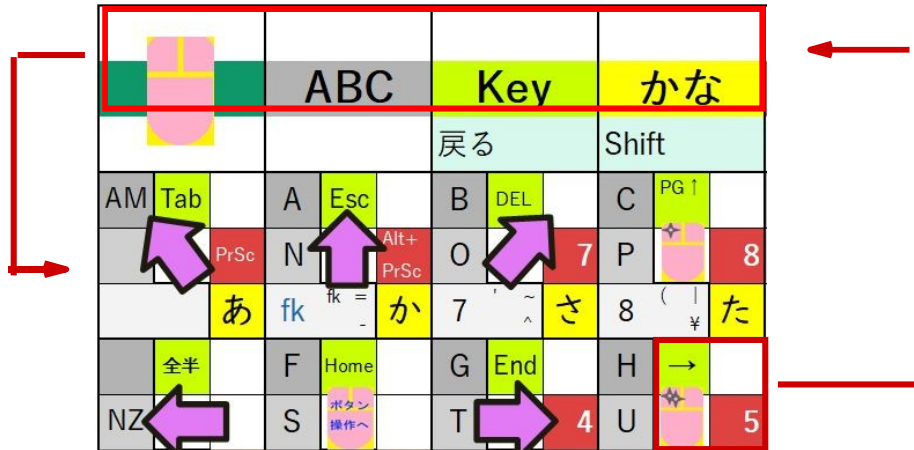 ABC Key かな
戻る Shift
AM Tab A Esc B DEL C PG↑
PrSc N Alt+ PrSc O 7 P 8
あ fk fk = - か 7 ' ~ ^ さ 8 ( | ¥ た
全半 F Home G End H →
NZ S ボタン操作へ T 4 U 5